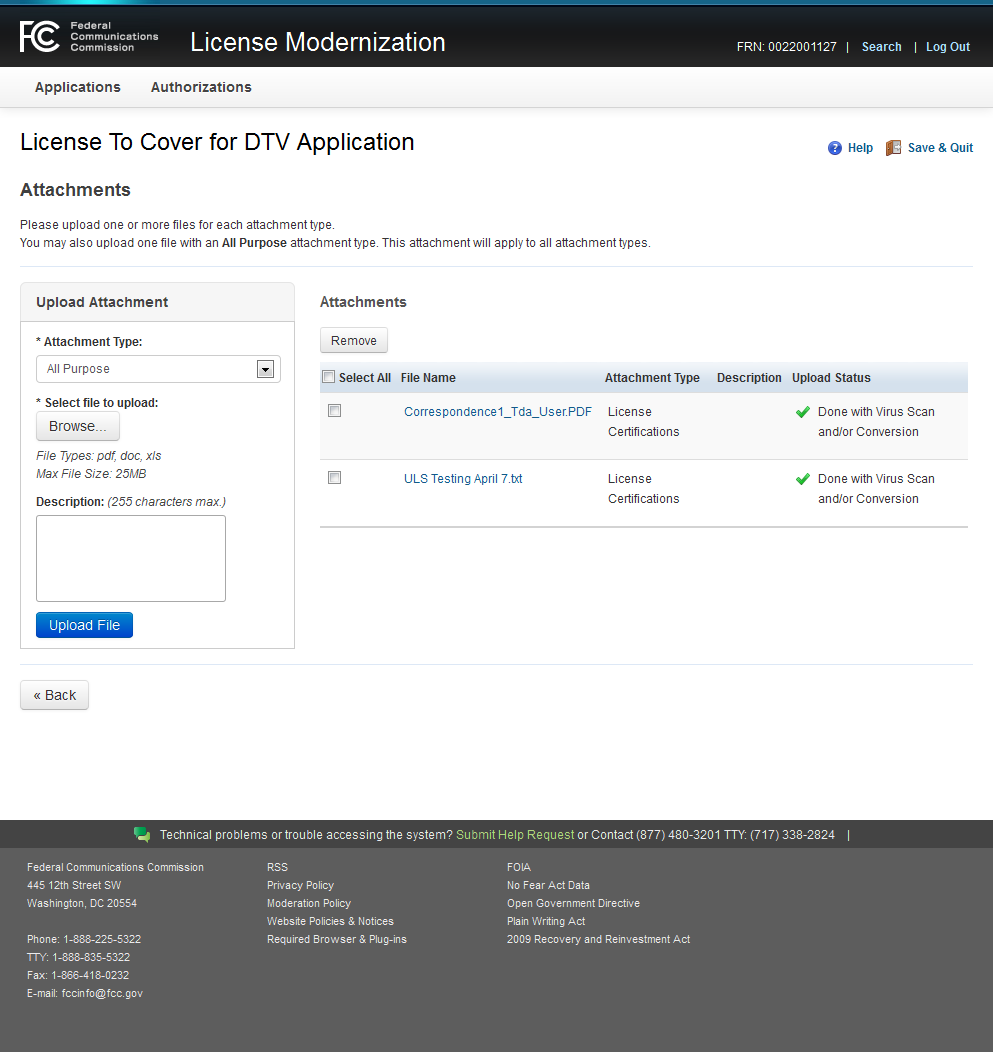 FCC Federal Communications Commission
License Modernization
FRN: 0022001127 | Search | Log Out
Applications Authorizations
License To Cover for DTV Application
? Help Save & Quit
Attachments
Please upload one or more files for each attachment type.
You may also upload one file with an All Purpose attachment type. This attachment will apply to all attachment types.
Upload Attachment
* Attachment Type:
All Purpose
* Select file to upload:
Browse...
File Types: pdf, doc, xls
Max File Size: 25MB
Description: (255 characters max.)
Upload File
Attachments
Remove
Select All File Name Attachment Type Description Upload Status
Correspondence1_Tda_User.PDF License Done with Virus Scan
Certifications and/or Conversion
ULS Testing April 7.txt License Done with Virus Scan
Certifications and/or Conversion
« Back
Technical problems or trouble accessing the system? Submit Help Request or Contact (877) 480-3201 TTY: (717) 338-2824 |
Federal Communications Commission
445 12th Street SW
Washington, DC 20554
Phone: 1-888-225-5322
TTY: 1-888-835-5322
Fax: 1-866-418-0232
E-mail: fccinfo@fcc.gov
RSS
Privacy Policy
Moderation Policy
Website Policies & Notices
Required Browser & Plug-ins
FOIA
No Fear Act Data
Open Government Directive
Plain Writing Act
2009 Recovery and Reinvestment Act